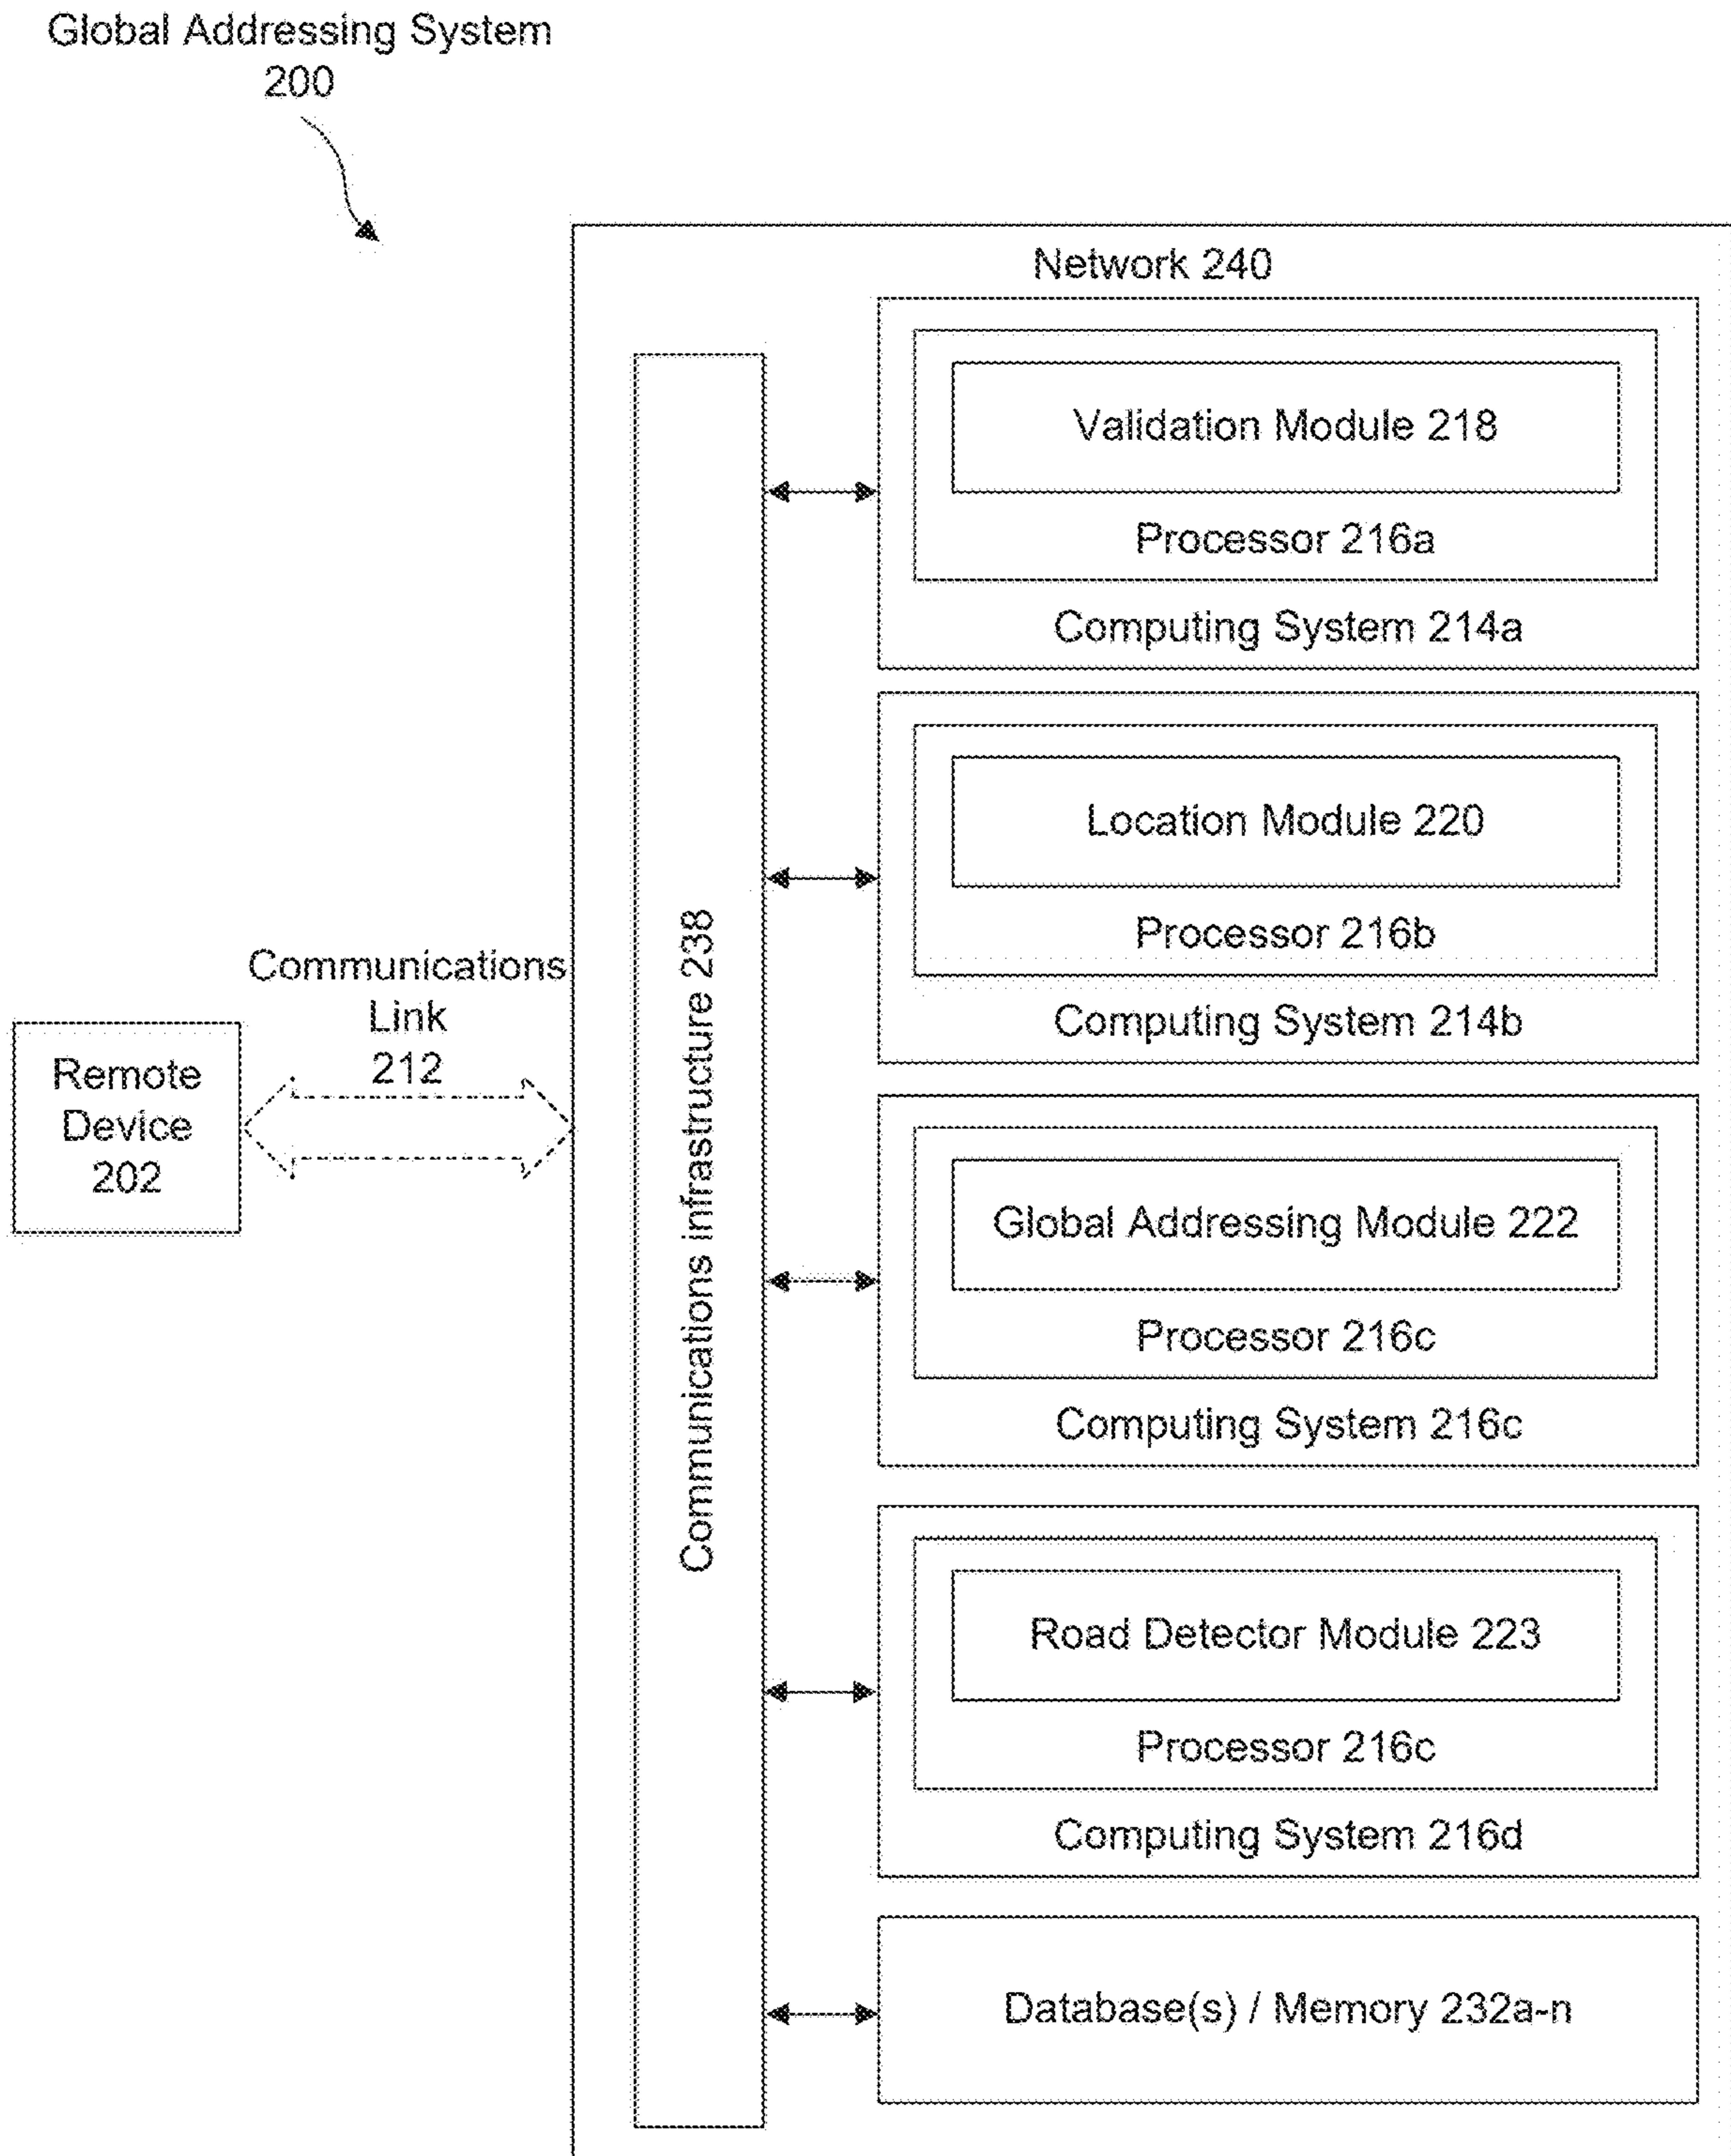 Global Addressing System
200
Network 240
Validation Module 218
Processor 216a
Computing System 214a
Location Module 220
Processor 216b
Computing System 214b
Communications
Link
212
Remote
Device
202
Communications infrastructure 238
Global Addressing Module 222
Processor 216c
Computing System 216c
Road Detector Module 223
Processor 216c
Computing System 216d
Database(s) / Memory 232a-n